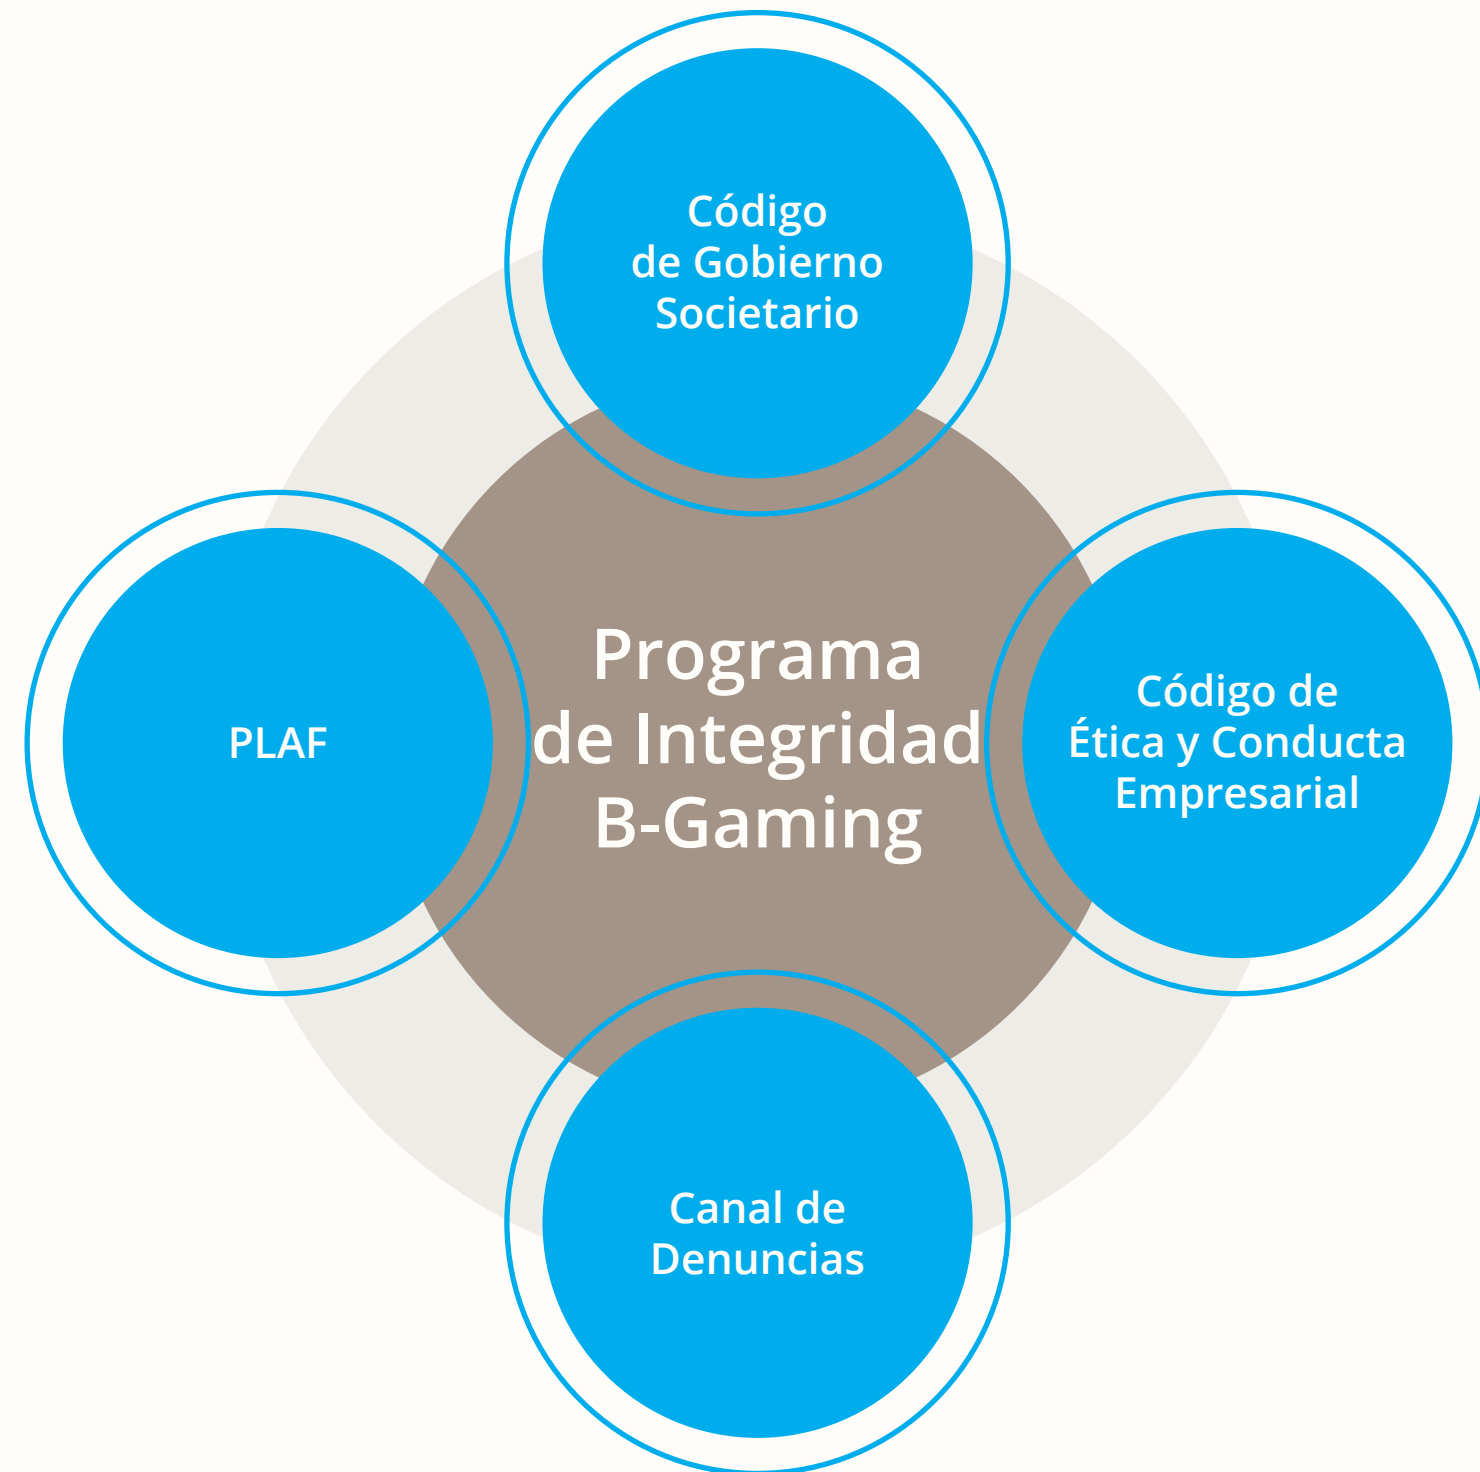 Código
de Gobierno
Societario
PLAF
Programa
de Integridad
B-Gaming
Código de
Ética y Conducta
Empresarial
Canal de
Denuncias